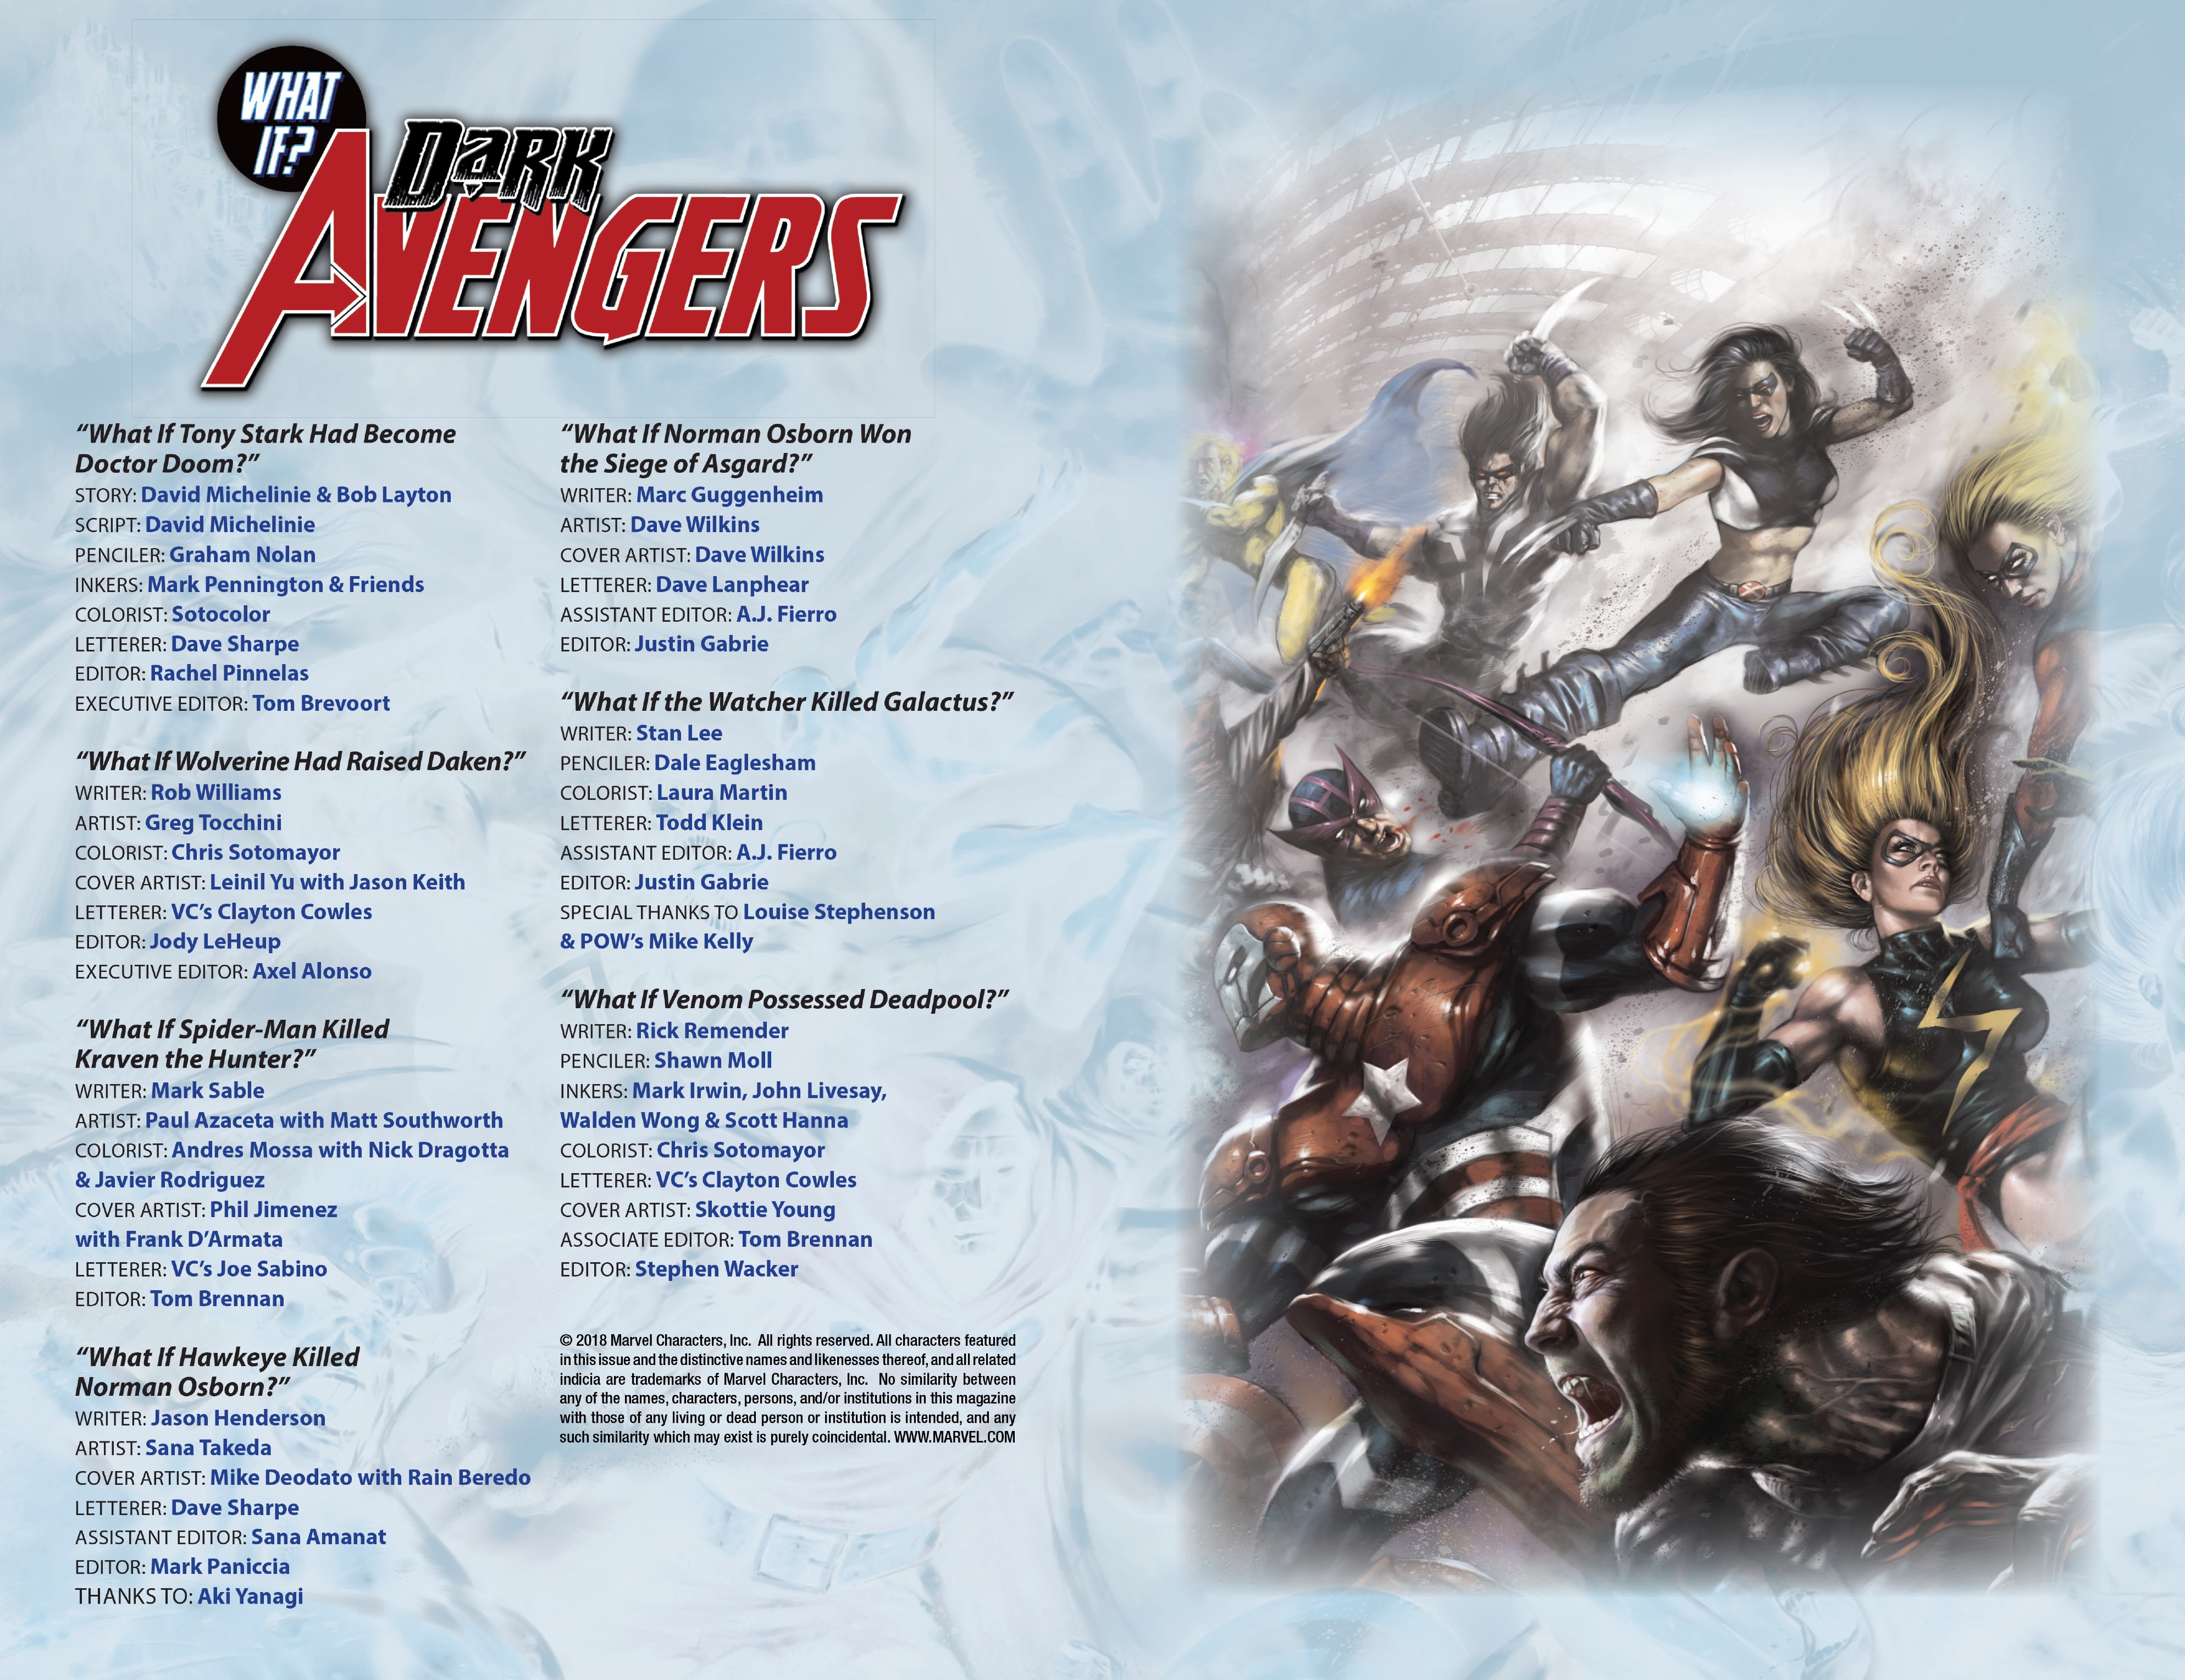 WHAT
IF?
DARK
AVENGERS
“What If Tony Stark Had Become
Doctor Doom?”
STORY: David Michelinie & Bob Layton
SCRIPT: David Michelinie
PENCILER: Graham Nolan
INKERS: Mark Pennington & Friends
COLORIST: Sotocolor
LETTERER: Dave Sharpe
EDITOR: Rachel Pinnelas
EXECUTIVE EDITOR: Tom Brevoort
“What If Wolverine Had Raised Daken?”
WRITER: Rob Williams
ARTIST: Greg Tocchini
COLORIST: Chris Sotomayor
COVER ARTIST: Leinil Yu with Jason Keith
LETTERER: VC’s Clayton Cowles
EDITOR: Jody LeHeup
EXECUTIVE EDITOR: Axel Alonso
“What If Spider-Man Killed
Kraven the Hunter?”
WRITER: Mark Sable
ARTIST: Paul Azaceta with Matt Southworth
COLORIST: Andres Mossa with Nick Dragotta
& Javier Rodriguez
COVER ARTIST: Phil Jimenez
with Frank D’Armata
LETTERER: VC’s Joe Sabino
EDITOR: Tom Brennan
“What If Hawkeye Killed
Norman Osborn?”
WRITER: Jason Henderson
ARTIST: Sana Takeda
COVER ARTIST: Mike Deodato with Rain Beredo
LETTERER: Dave Sharpe
ASSISTANT EDITOR: Sana Amanat
EDITOR: Mark Paniccia
THANKS TO: Aki Yanagi
“What If Norman Osborn Won
the Siege of Asgard?”
WRITER: Marc Guggenheim
ARTIST: Dave Wilkins
COVER ARTIST: Dave Wilkins
LETTERER: Dave Lanphear
ASSISTANT EDITOR: A.J. Fierro
EDITOR: Justin Gabrie
“What If the Watcher Killed Galactus?”
WRITER: Stan Lee
PENCILER: Dale Eaglesham
COLORIST: Laura Martin
LETTERER: Todd Klein
ASSISTANT EDITOR: A.J. Fierro
EDITOR: Justin Gabrie
SPECIAL THANKS TO Louise Stephenson
& POW’s Mike Kelly
“What If Venom Possessed Deadpool?”
WRITER: Rick Remender
PENCILER: Shawn Moll
INKERS: Mark Irwin, John Livesay,
Walden Wong & Scott Hanna
COLORIST: Chris Sotomayor
LETTERER: VC’s Clayton Cowles
COVER ARTIST: Skottie Young
ASSOCIATE EDITOR: Tom Brennan
EDITOR: Stephen Wacker
© 2018 Marvel Characters, Inc. All rights reserved. All characters featured
in this issue and the distinctive names and likenesses thereof, and all related
indicia are trademarks of Marvel Characters, Inc. No similarity between
any of the names, characters, persons, and/or institutions in this magazine
with those of any living or dead person or institution is intended, and any
such similarity which may exist is purely coincidental. WWW.MARVEL.COM